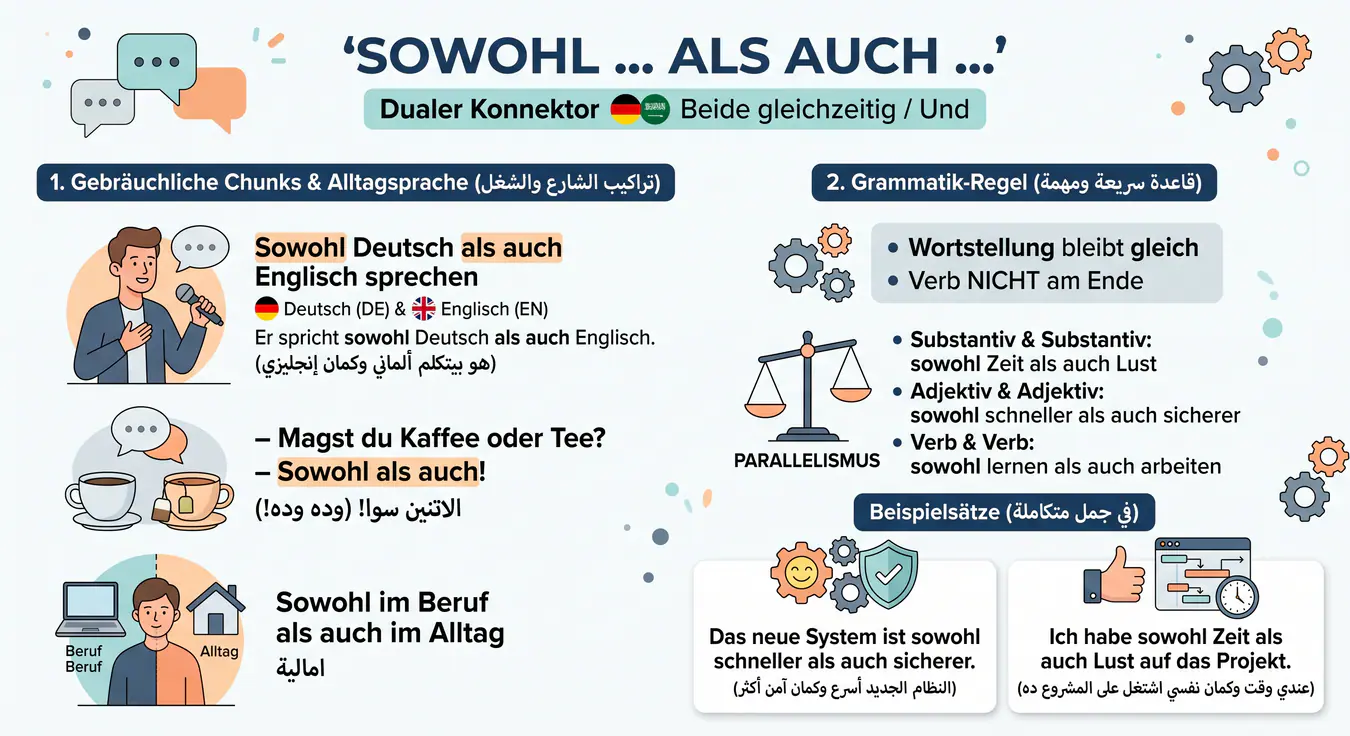 ‘SOWOHL ... ALS AUCH ...’
Dualer Konnektor Beide gleichzeitig / Und
1. Gebräuchliche Chunks & Alltagsprache (تراكيب الشارع والشغل)
Sowohl Deutsch als auch
Englisch sprechen
Deutsch (DE) & Englisch (EN)
Er spricht sowohl Deutsch als auch Englisch.
(هو بيتكلم ألماني وكمان إنجليزي)
– Magst du Kaffee oder Tee?
– Sowohl als auch!
الاتنين سوا! (وده وده!)
Beruf
Beruf
Alltag
Sowohl im Beruf
als auch im Alltag
امالية
2. Grammatik-Regel (قاعدة سريعة ومهمة)
• Wortstellung bleibt gleich
• Verb NICHT am Ende
PARALLELISMUS
• Substantiv & Substantiv:
sowohl Zeit als auch Lust
• Adjektiv & Adjektiv:
sowohl schneller als auch sicherer
• Verb & Verb:
sowohl lernen als auch arbeiten
Beispielsätze (في جمل متكاملة)
Das neue System ist sowohl
schneller als auch sicherer.
(النظام الجديد أسرع وكمان آمن أكثر)
Ich habe sowohl Zeit als
auch Lust auf das Projekt.
(عندي وقت وكمان نفسي اشتغل على المشروع ده)